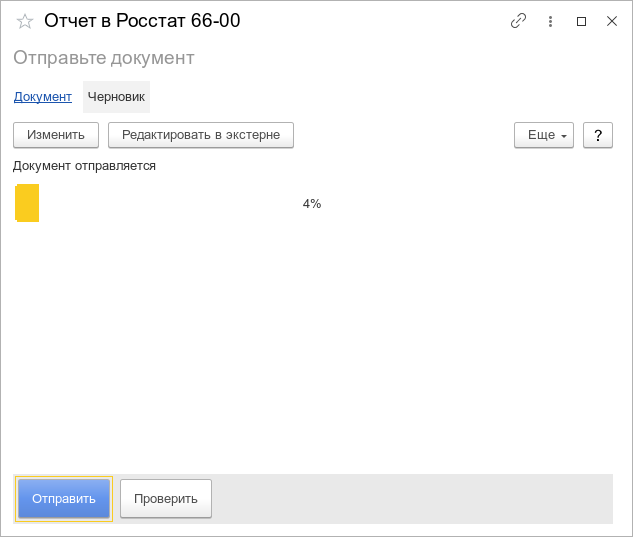 Отчет в Росстат 66-00
Отправьте документ
Документ Черновик
Изменить Редактировать в экстерне Еще ?
Документ отправляется
4%
Отправить Проверить